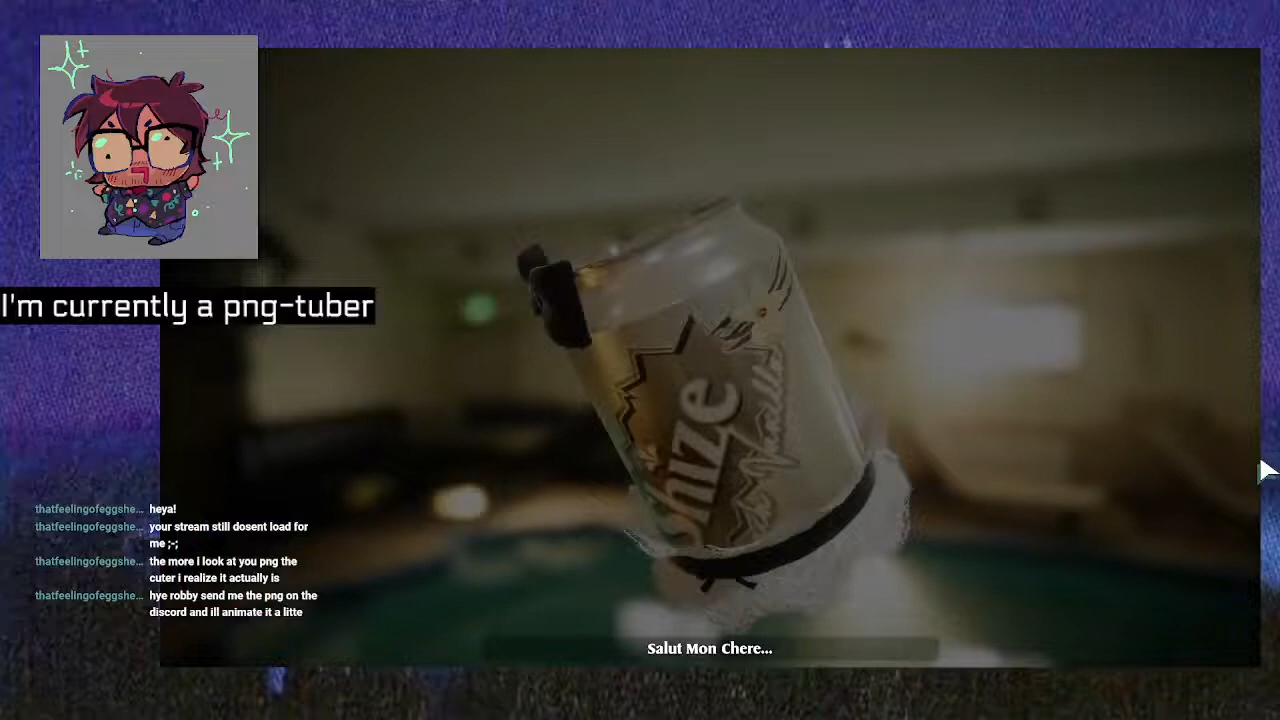 I'm currently a png-tuber
thatfeelingofeggshe... heya!
thatfeelingofeggshe... your stream still dosent load for
me ;-;
thatfeelingofeggshe... the more i look at you png the
cuter i realize it actually is
thatfeelingofeggshe... hye robby send me the png on the
discord and ill animate it a litte
Salut Mon Chere...